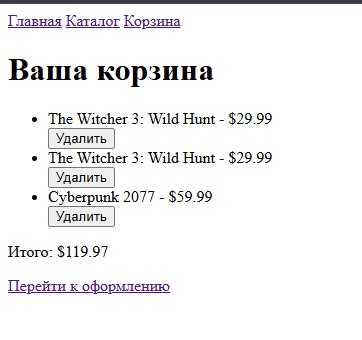 Главная Каталог Корзина
Ваша корзина
The Witcher 3: Wild Hunt - $29.99
Удалить
The Witcher 3: Wild Hunt - $29.99
Удалить
Cyberpunk 2077 - $59.99
Удалить
Итого: $119.97
Перейти к оформлению